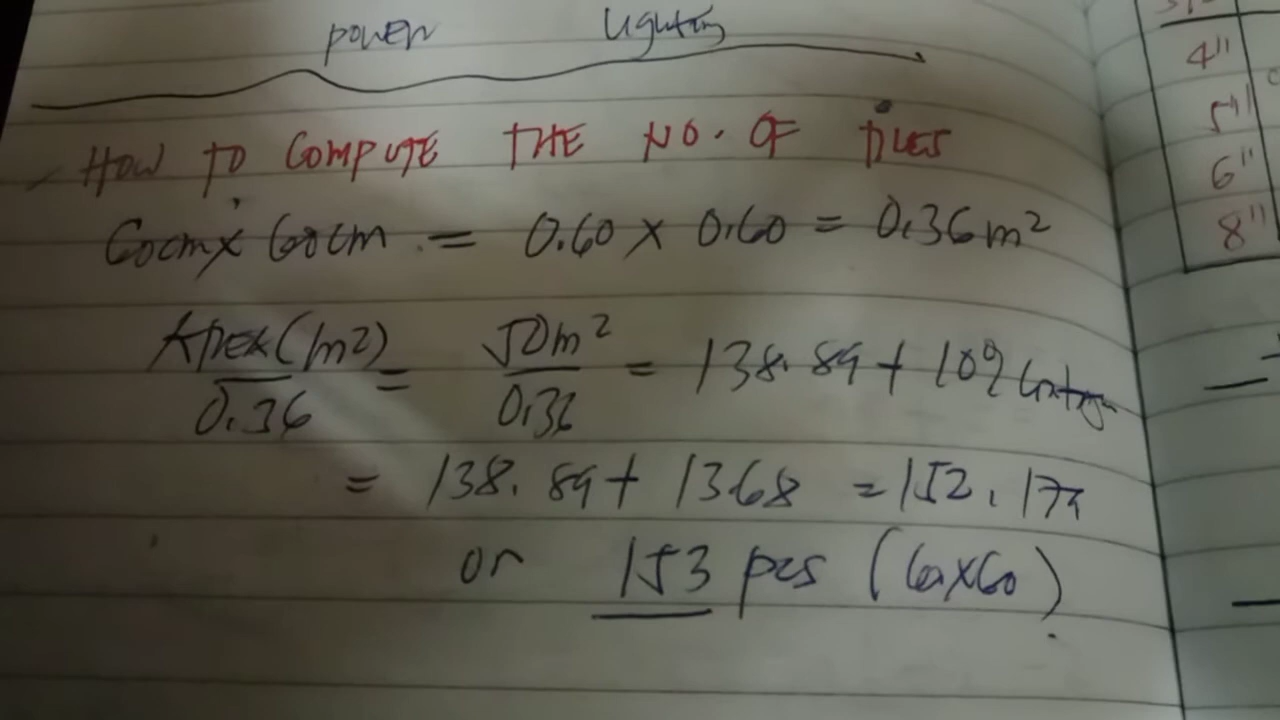 power lighting
HOW TO COMPUTE THE NO. OF TILES
60cm x 60cm = 0.60 x 0.60 = 0.36m²
Area (m²) = 50m² = 138.89 + 10%
0.36 0.36
= 138.89 + 13.68 = 152.17
or 153 pcs (60x60)
4"
5"
6"
8"